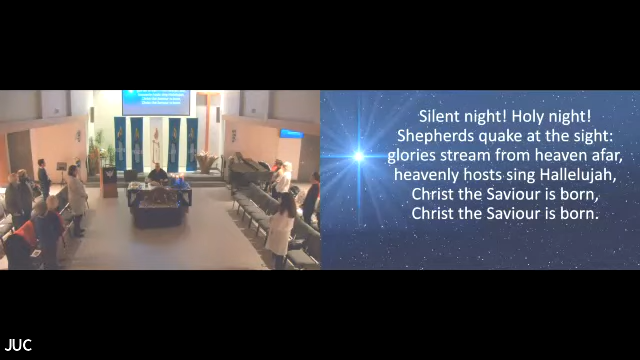 Silent night! Holy night!
Shepherds quake at the sight:
glories stream from heaven afar,
heavenly hosts sing Hallelujah,
Christ the Saviour is born,
Christ the Saviour is born.
JUC